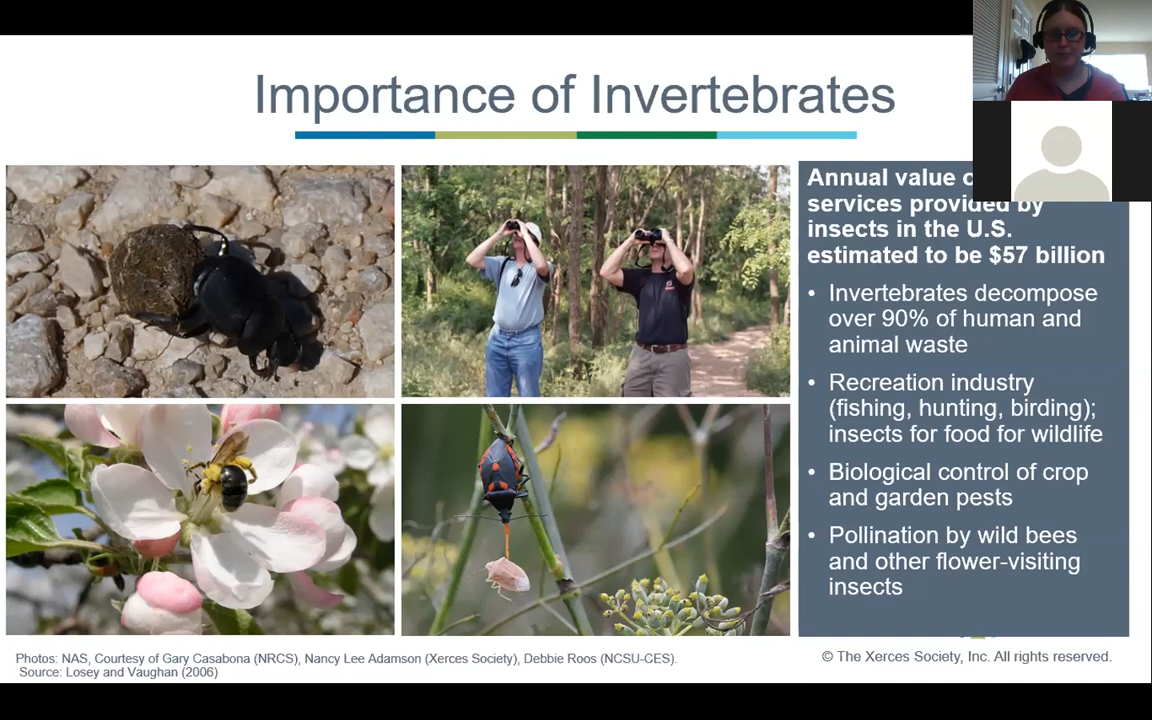 Importance of Invertebrates
Annual value
services provided by
insects in the U.S.
estimated to be $57 billion
• Invertebrates decompose
over 90% of human and
animal waste
• Recreation industry
(fishing, hunting, birding);
insects for food for wildlife
• Biological control of crop
and garden pests
• Pollination by wild bees
and other flower-visiting
insects
Photos: NAS, Courtesy of Gary Casabona (NRCS), Nancy Lee Adamson (Xerces Society), Debbie Roos (NCSU-CES).
Source: Losey and Vaughan (2006)
© The Xerces Society, Inc. All rights reserved.